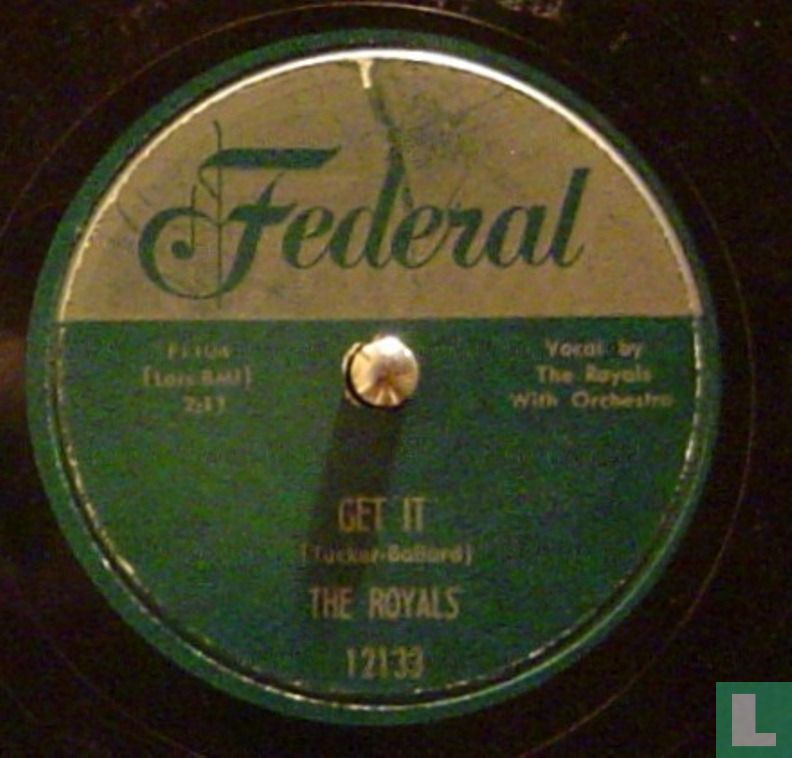 Federal
Vocal by
The Royals
With Orchestra
GET IT
(Tucker-Ballard)
THE ROYALS
12133
L